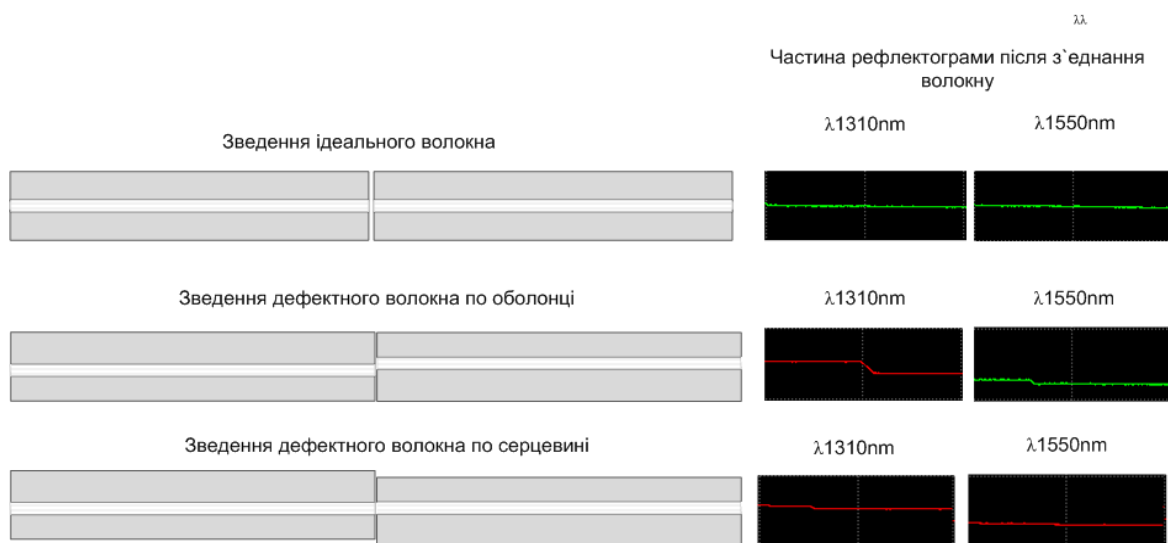 λλ
Частина рефлектограми після з`еднання
волокну
λ1310nm λ1550nm
Зведення ідеального волокна
Зведення дефектного волокна по оболонці
λ1310nm λ1550nm
Зведення дефектного волокна по серцевині
λ1310nm λ1550nm